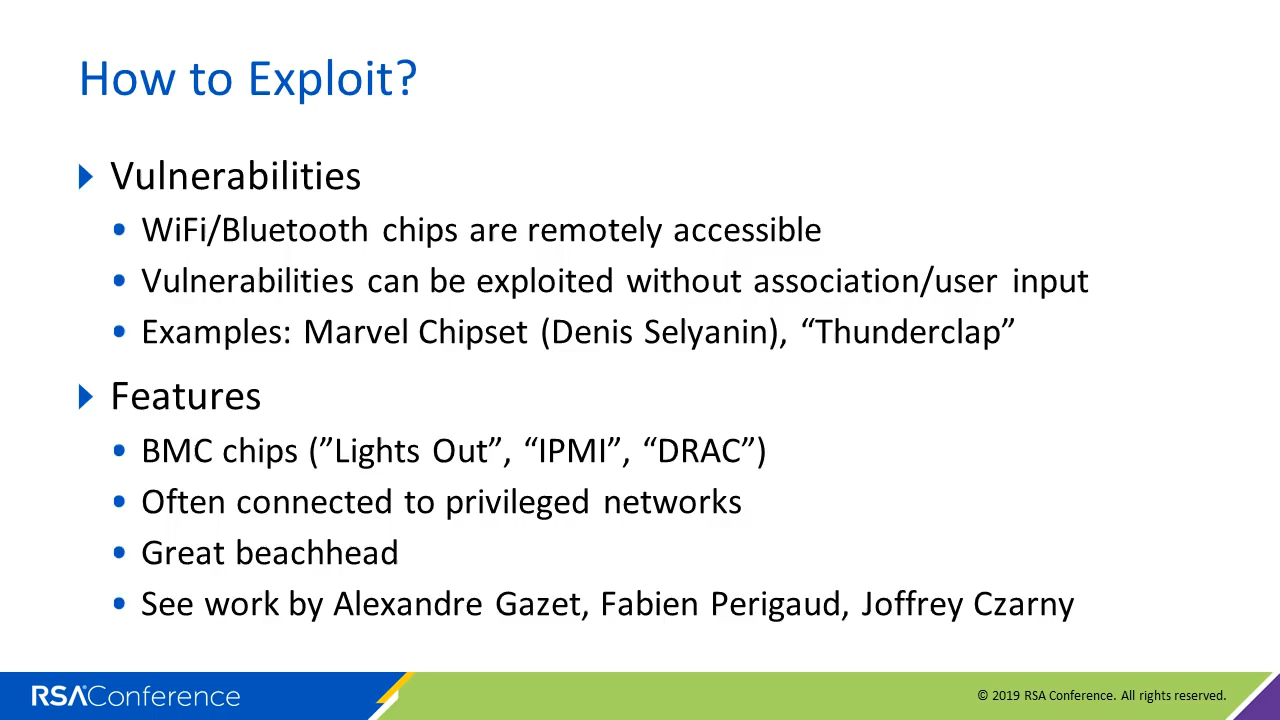 How to Exploit?
Vulnerabilities
WiFi/Bluetooth chips are remotely accessible
Vulnerabilities can be exploited without association/user input
Examples: Marvel Chipset (Denis Selyanin), “Thunderclap”
Features
BMC chips (”Lights Out”, “IPMI”, “DRAC”)
Often connected to privileged networks
Great beachhead
See work by Alexandre Gazet, Fabien Perigaud, Joffrey Czarny
RSAConference
© 2019 RSA Conference. All rights reserved.